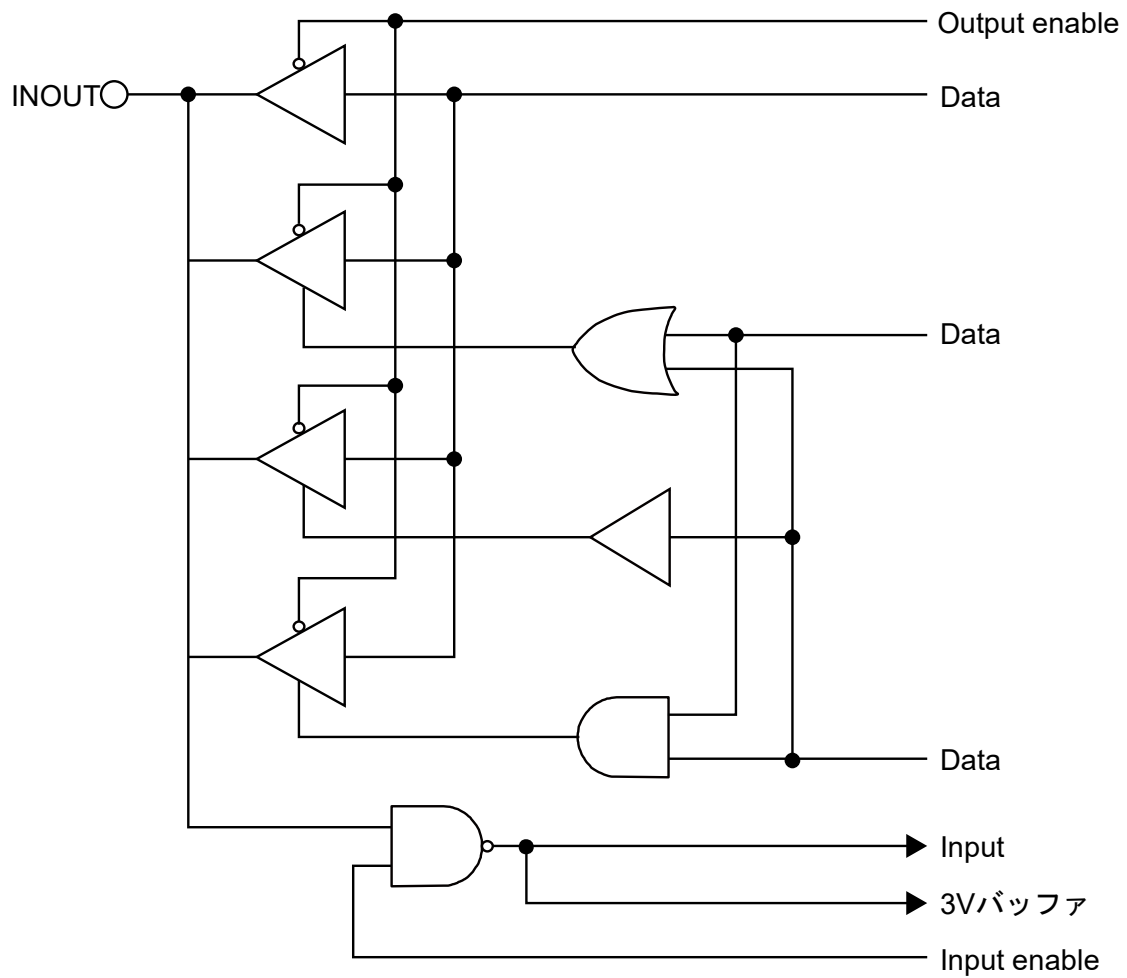 Output enable
INOUT
Data
Data
Data
Input
3Vバッファ
Input enable